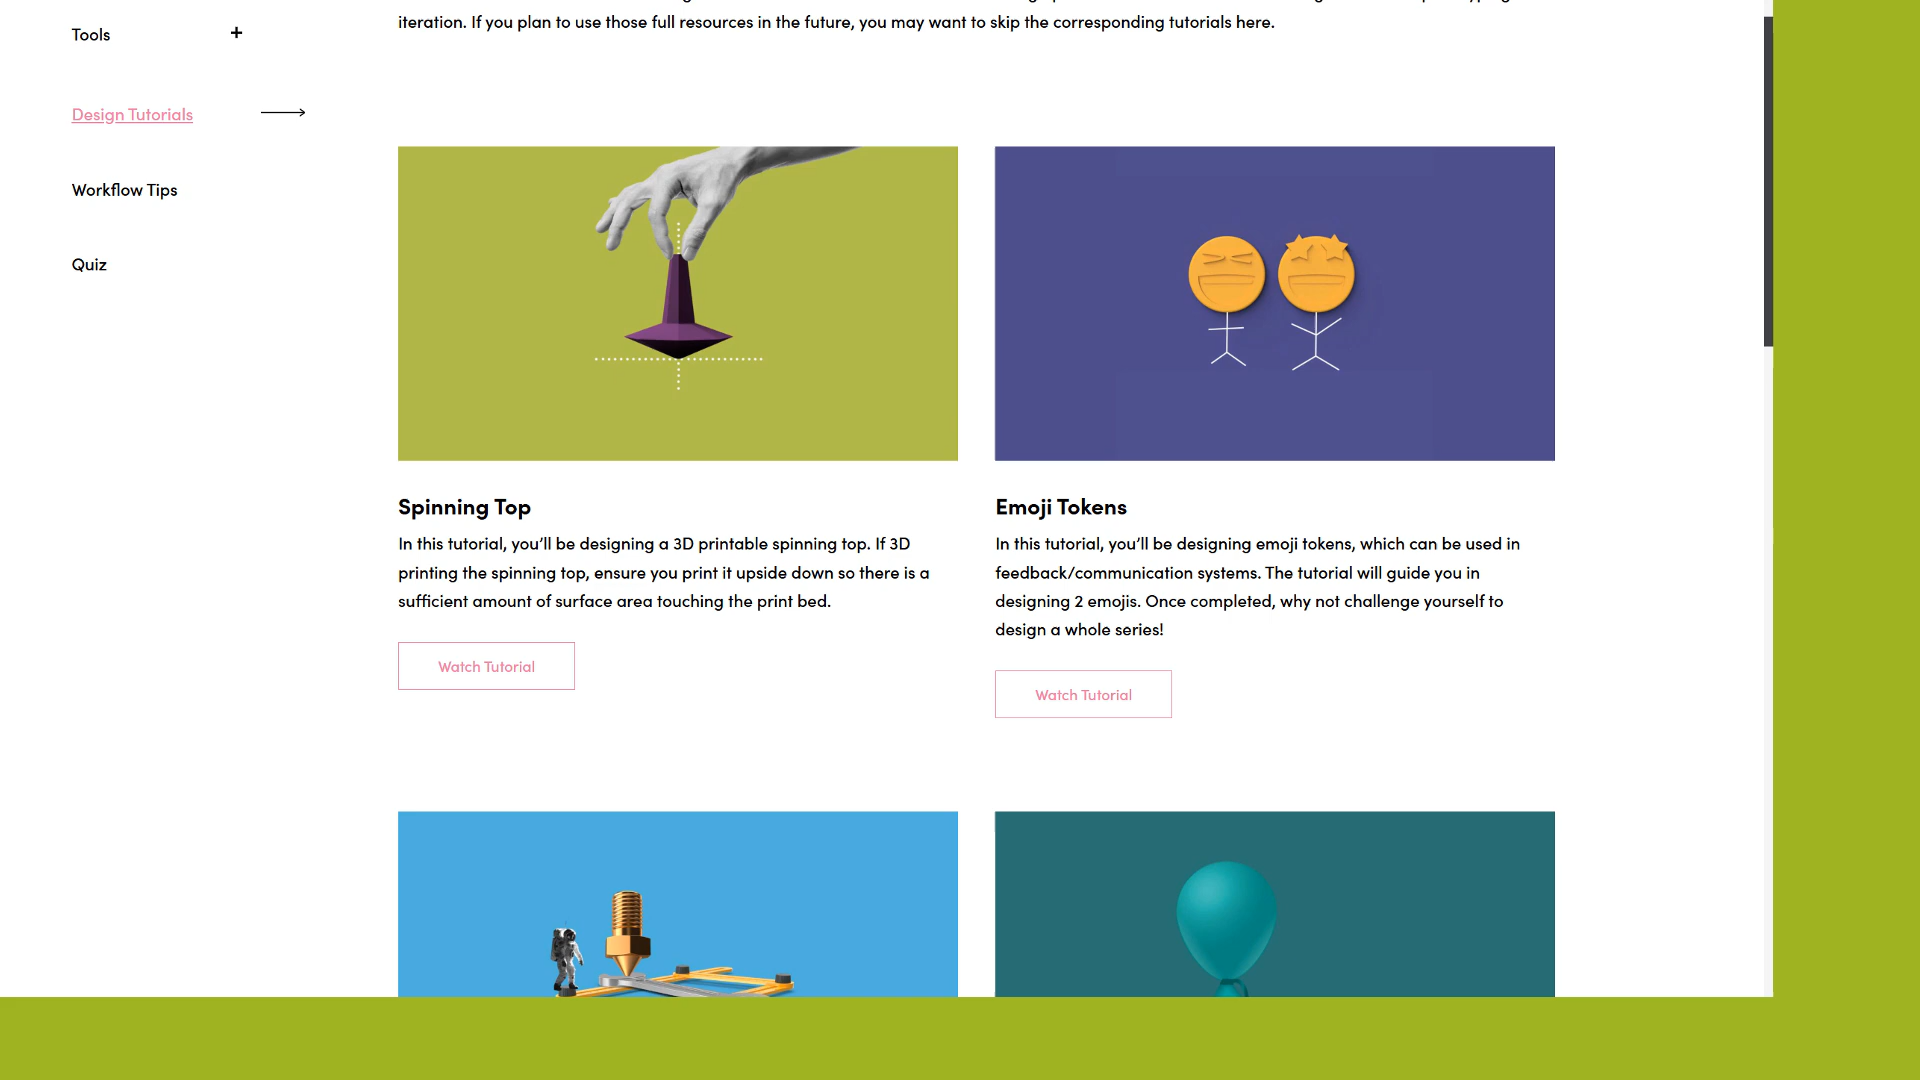 iteration. If you plan to use those full resources in the future, you may want to skip the corresponding tutorials here.
Tools +
Design Tutorials
Workflow Tips
Quiz
Spinning Top
In this tutorial, you’ll be designing a 3D printable spinning top. If 3D
printing the spinning top, ensure you print it upside down so there is a
sufficient amount of surface area touching the print bed.
Watch Tutorial
Emoji Tokens
In this tutorial, you’ll be designing emoji tokens, which can be used in
feedback/communication systems. The tutorial will guide you in
designing 2 emojis. Once completed, why not challenge yourself to
design a whole series!
Watch Tutorial